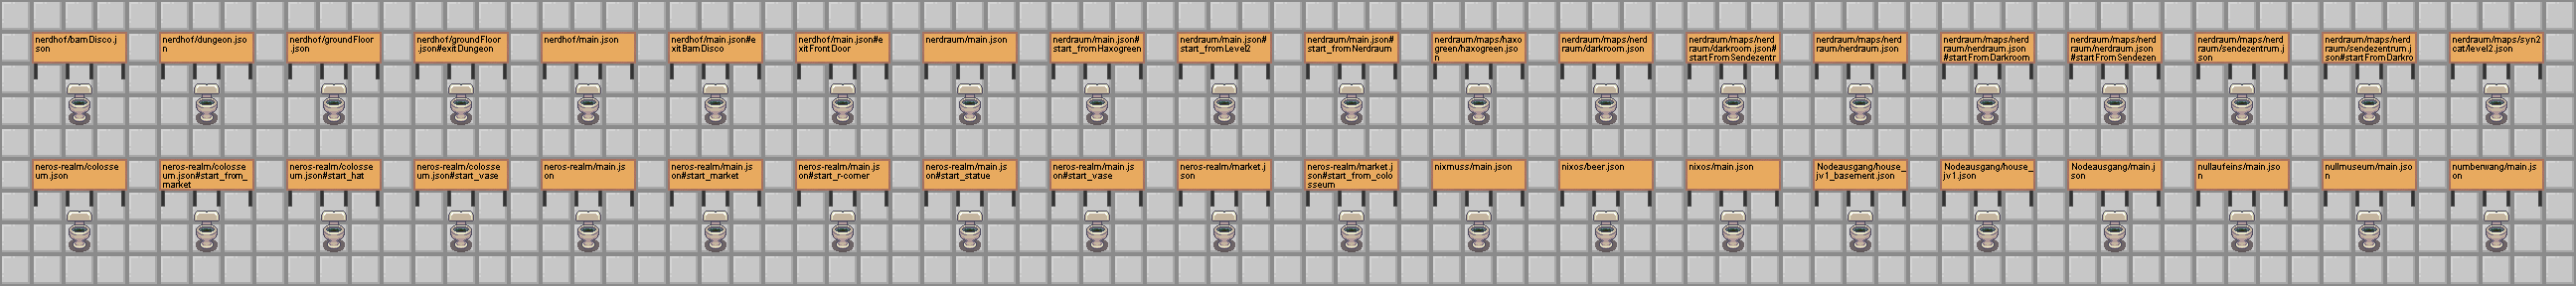 nerdhof/barnDisco.j
son
nerdhof/dungeon.jso
n
nerdhof/groundFloor
.json
nerdhof/groundFloor
.json#exitDungeon
nerdhof/main.json
nerdhof/main.json#e
xitBarnDisco
nerdhof/main.json#e
xitFrontDoor
nerdraum/main.json
nerdraum/main.json#
start_fromHaxogreen
nerdraum/main.json#
start_fromLevel2
nerdraum/main.json#
start_fromNerdraum
nerdraum/maps/haxo
green/haxogreen.jso
n
nerdraum/maps/nerd
raum/darkroom.json
nerdraum/maps/nerd
raum/darkroom.json#
startFromSendezentr
nerdraum/maps/nerd
raum/nerdraum.json
nerdraum/maps/nerd
raum/nerdraum.json
#startFromDarkroom
nerdraum/maps/nerd
raum/nerdraum.json
#startFromSendezen
nerdraum/maps/nerd
raum/sendezentrum.j
son
nerdraum/maps/nerd
raum/sendezentrum.j
son#startFromDarkro
nerdraum/maps/syn2
cat/level2.json
neros-realm/colosse
um.json
neros-realm/colosse
um.json#start_from_
market
neros-realm/colosse
um.json#start_hat
neros-realm/colosse
um.json#start_vase
neros-realm/main.js
on
neros-realm/main.js
on#start_market
neros-realm/main.js
on#start_r-corner
neros-realm/main.js
on#start_statue
neros-realm/main.js
on#start_vase
neros-realm/market.j
son
neros-realm/market.j
son#start_from_colo
sseum
nixmuss/main.json
nixos/beer.json
nixos/main.json
Nodeausgang/house_
jv1_basement.json
Nodeausgang/house_
jv1.json
Nodeausgang/main.j
son
nullaufeins/main.jso
n
nullmuseum/main.jso
n
numberwang/main.js
on